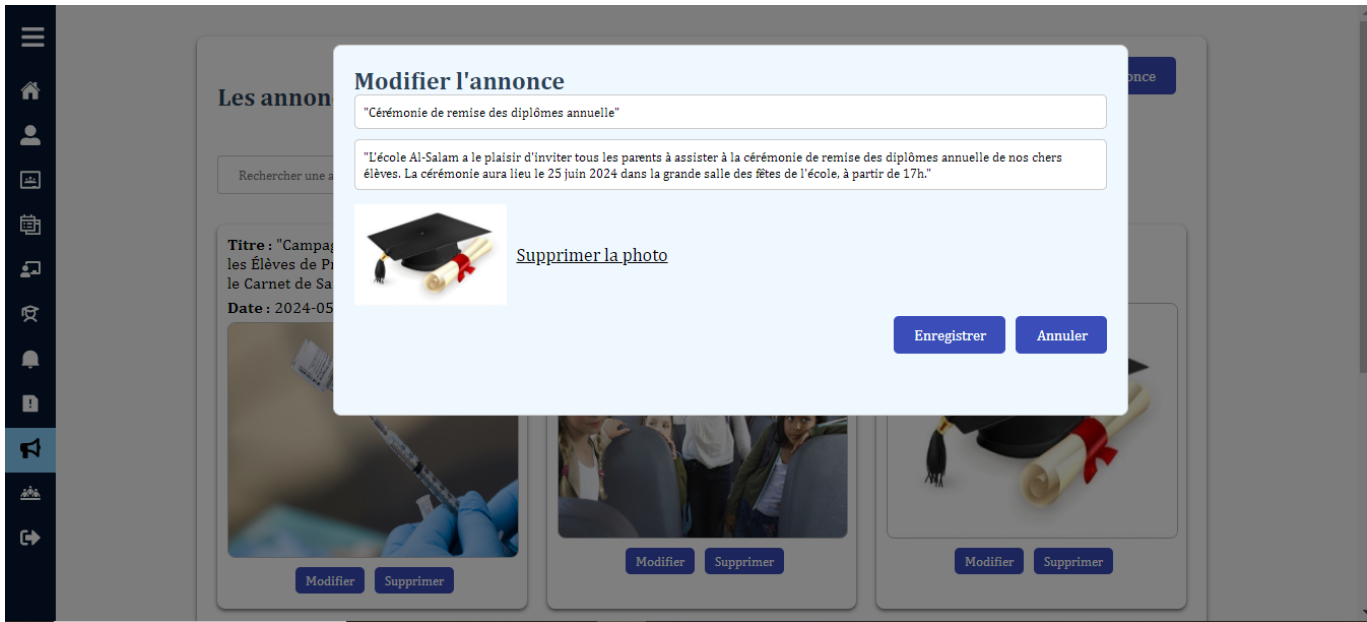 Modifier l'annonce
"Cérémonie de remise des diplômes annuelle"
"L'école Al-Salam a le plaisir d'inviter tous les parents à assister à la cérémonie de remise des diplômes annuelle de nos chers
élèves. La cérémonie aura lieu le 25 juin 2024 dans la grande salle des fêtes de l'école, à partir de 17h."
Supprimer la photo
Enregistrer Annuler
Les annon
once
Rechercher une a
Titre : "Campag
les Élèves de Pr
le Carnet de Sa
Date : 2024-05
Modifier Supprimer
Modifier Supprimer
Modifier Supprimer